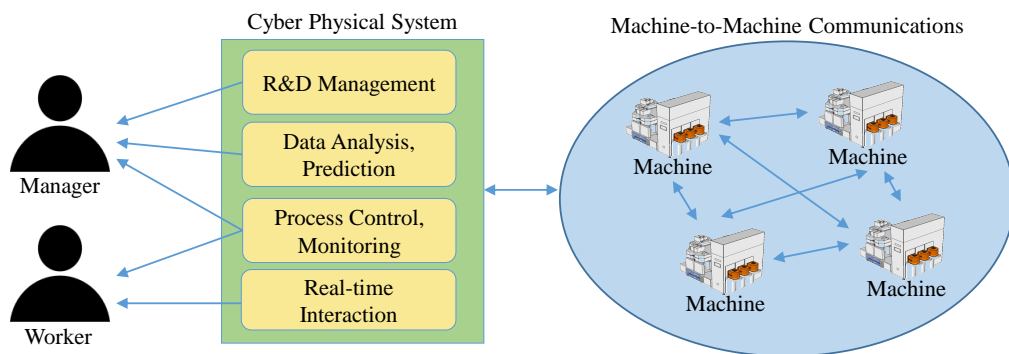 Cyber Physical System
Machine-to-Machine Communications
R&D Management
Data Analysis,
Prediction
Process Control,
Monitoring
Real-time
Interaction
Manager
Worker
Machine
Machine
Machine
Machine